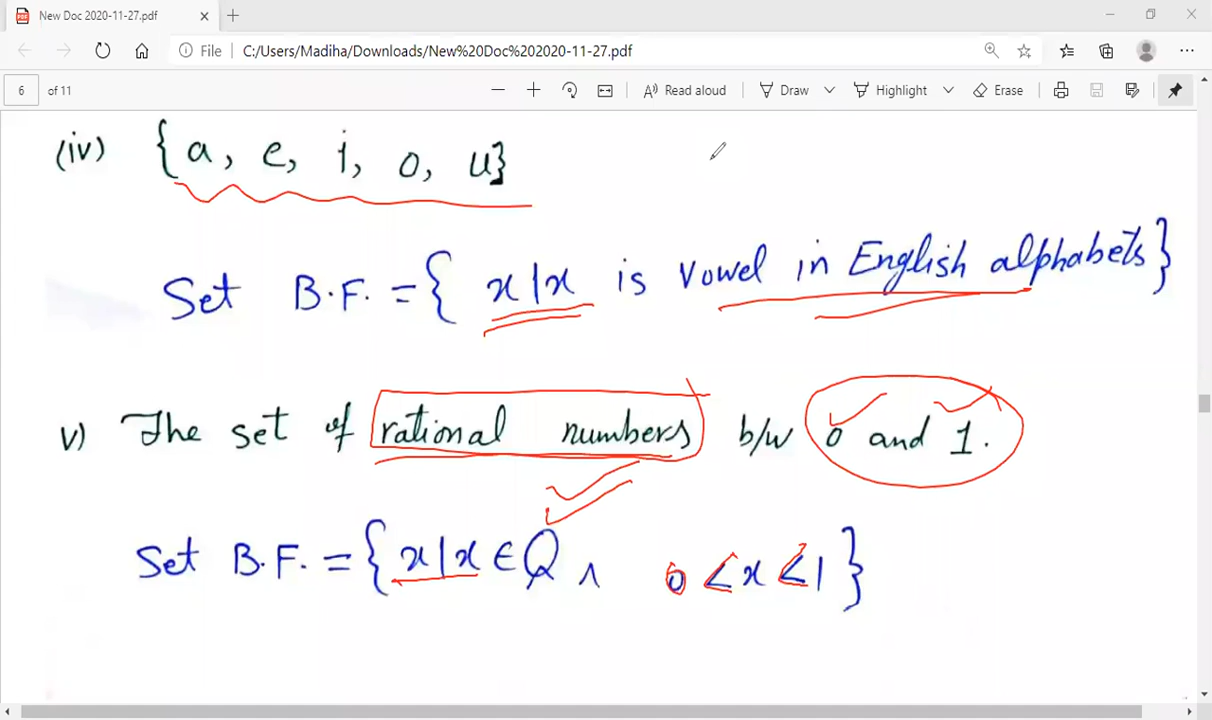 New Doc 2020-11-27.pdf
File C:/Users/Madiha/Downloads/New%20Doc%202020-11-27.pdf
6 of 11 Read aloud Draw Highlight Erase
(iv) {a, e, i, o, u}
Set B.F. = { x|x is vowel in English alphabets}
v) The set of rational numbers b/w 0 and 1.
Set B.F. = {x|x ∈ Q ∧ 0 < x < 1}